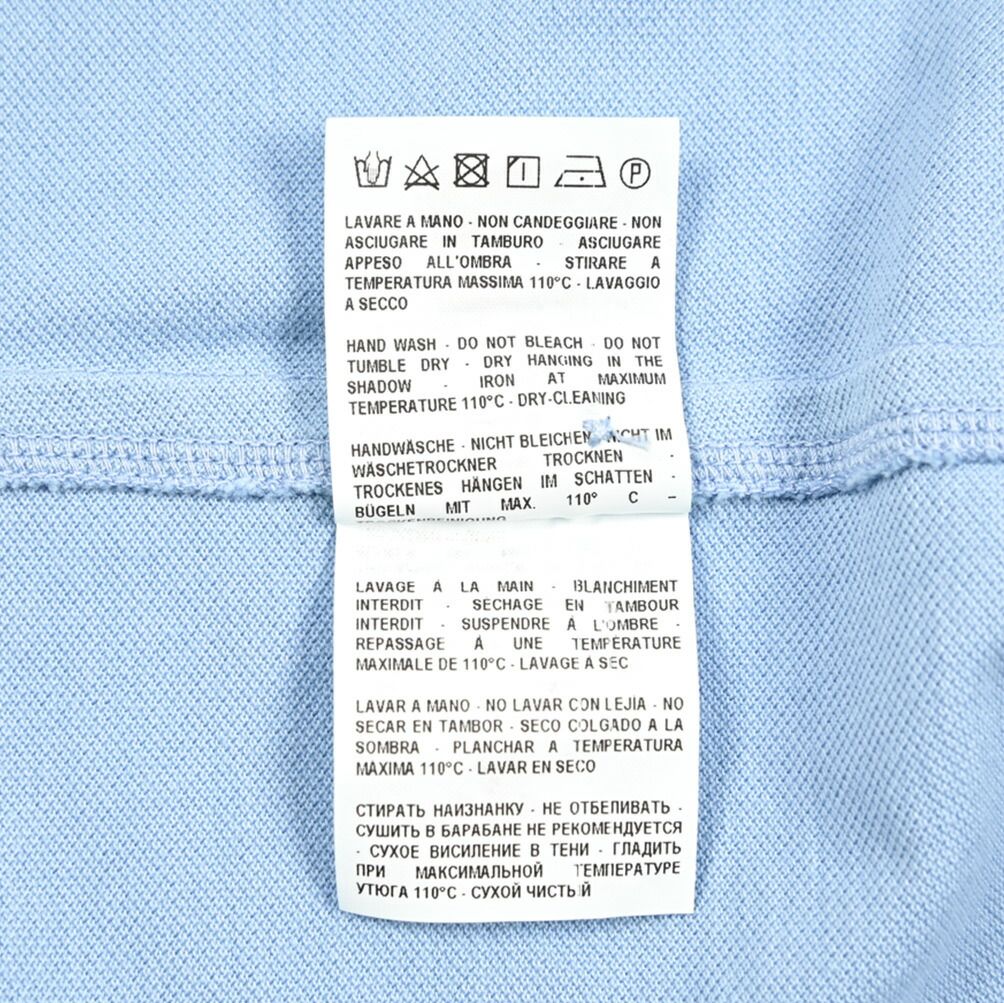 P
LAVARE A MANO - NON CANDEGGIARE - NON
ASCIUGARE IN TAMBURO - ASCIUGARE
APPESO ALL'OMBRA - STIRARE A
TEMPERATURA MASSIMA 110°C - LAVAGGIO
A SECCO
HAND WASH - DO NOT BLEACH - DO NOT
TUMBLE DRY - DRY HANGING IN THE
SHADOW - IRON AT MAXIMUM
TEMPERATURE 110°C - DRY-CLEANING
HANDWÄSCHE - NICHT BLEICHEN - NICHT IM
WÄSCHETROCKNER TROCKNEN -
TROCKENES HÄNGEN IM SCHATTEN -
BÜGELN MIT MAX. 110° C –
TROCKENREINIGUNG
LAVAGE Á LA MAIN - BLANCHIMENT
INTERDIT - SECHAGE EN TAMBOUR
INTERDIT - SUSPENDRE Á L'OMBRE -
REPASSAGE Á UNE TEMPÉRATURE
MAXIMALE DE 110°C - LAVAGE A SEC
LAVAR A MANO - NO LAVAR CON LEJÍA - NO
SECAR EN TAMBOR - SECO COLGADO A LA
SOMBRA - PLANCHAR A TEMPERATURA
MÁXIMA 110°C - LAVAR EN SECO
СТИРАТЬ НАИЗНАНКУ - НЕ ОТБЕЛИВАТЬ -
СУШИТЬ В БАРАБАНЕ НЕ РЕКОМЕНДУЕТСЯ
- СУХОЕ ВИСИЛЕНИЕ В ТЕНИ - ГЛАДИТЬ
ПРИ МАКСИМАЛЬНОЙ ТЕМПЕРАТУРЕ
УТЮГА 110°C - СУХОЙ ЧИСТЫЙ